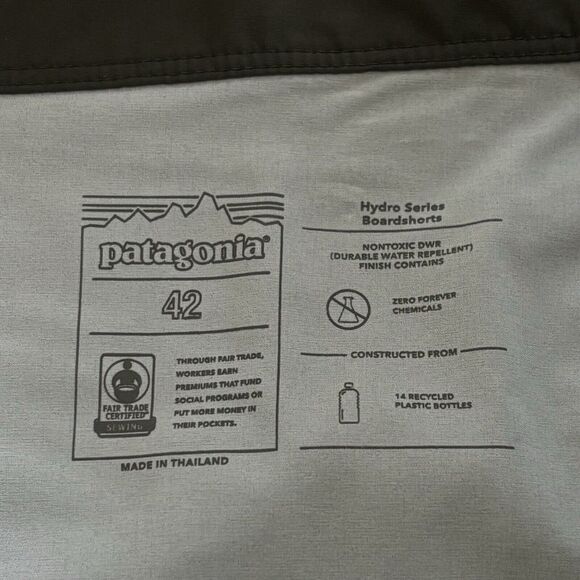 patagonia®
42
FAIR TRADE
CERTIFIED™
SEWING
THROUGH FAIR TRADE,
WORKERS EARN
PREMIUMS THAT FUND
SOCIAL PROGRAMS OR
PUT MORE MONEY IN
THEIR POCKETS.
MADE IN THAILAND
Hydro Series
Boardshorts
NONTOXIC DWR
(DURABLE WATER REPELLENT)
FINISH CONTAINS
ZERO FOREVER
CHEMICALS
CONSTRUCTED FROM
14 RECYCLED
PLASTIC BOTTLES